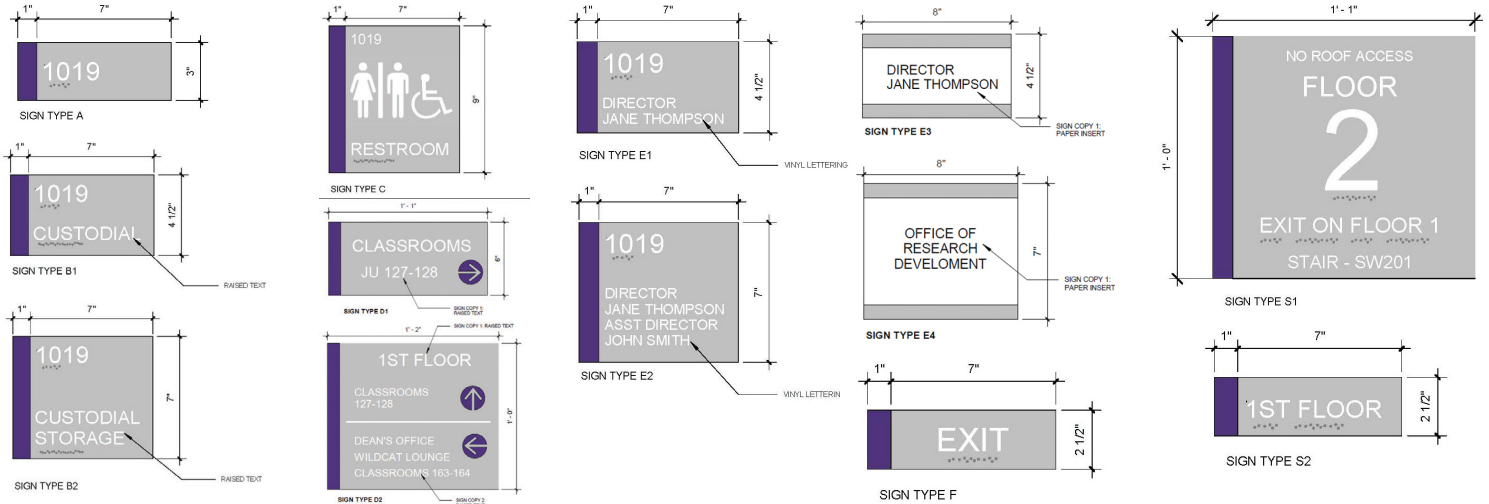 1"
7"
1019
3"
SIGN TYPE A
1"
7"
1019
CUSTODIAL
4 1/2"
SIGN TYPE B1
RAISED TEXT
1"
7"
1019
CUSTODIAL
STORAGE
7"
SIGN TYPE B2
RAISED TEXT
1"
7"
1019
RESTROOM
9"
SIGN TYPE C
1' - 1"
CLASSROOMS
JU 127-128
6"
SIGN TYPE D1
SIGN COPY 1:
RAISED TEXT
1' - 2"
SIGN COPY 1: RAISED TEXT
1ST FLOOR
CLASSROOMS
127-128
DEAN'S OFFICE
WILDCAT LOUNGE
CLASSROOMS 163-164
1' - 0"
SIGN TYPE D2
SIGN COPY 2:
1"
7"
1019
DIRECTOR
JANE THOMPSON
4 1/2"
SIGN TYPE E1
VINYL LETTERING
1"
7"
1019
DIRECTOR
JANE THOMPSON
ASST DIRECTOR
JOHN SMITH
7"
SIGN TYPE E2
VINYL LETTERIN
8"
DIRECTOR
JANE THOMPSON
4 1/2"
SIGN TYPE E3
SIGN COPY 1:
PAPER INSERT
8"
OFFICE OF
RESEARCH
DEVELOMENT
7"
SIGN TYPE E4
SIGN COPY 1:
PAPER INSERT
1"
7"
EXIT
2 1/2"
SIGN TYPE F
1' - 1"
NO ROOF ACCESS
FLOOR
2
EXIT ON FLOOR 1
STAIR - SW201
1' - 0"
SIGN TYPE S1
1"
7"
1ST FLOOR
2 1/2"
SIGN TYPE S2